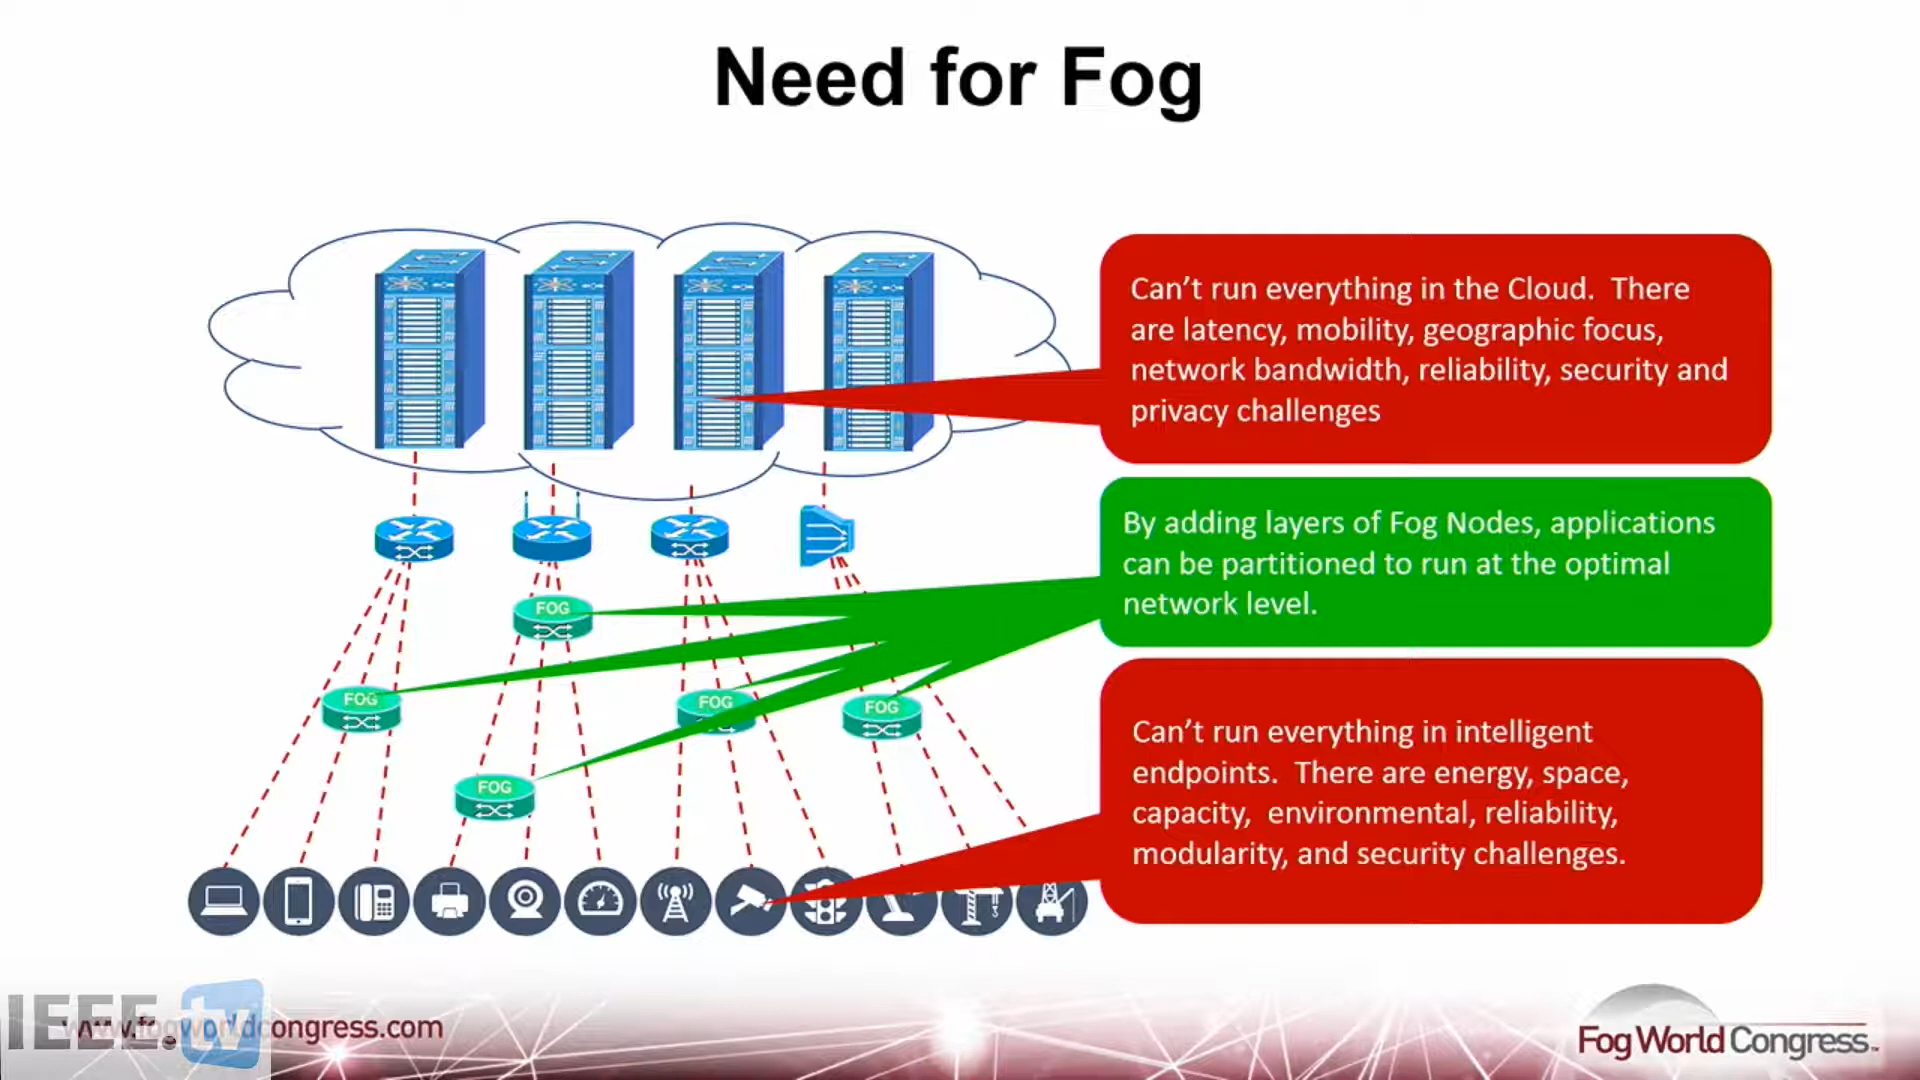 Need for Fog
Can't run everything in the Cloud. There
are latency, mobility, geographic focus,
network bandwidth, reliability, security and
privacy challenges
By adding layers of Fog Nodes, applications
can be partitioned to run at the optimal
network level.
FOG
FOG
FOG
FOG
FOG
Can't run everything in intelligent
endpoints. There are energy, space,
capacity, environmental, reliability,
modularity, and security challenges.
IEEE.tv
www.fogworldcongress.com
Fog World Congress